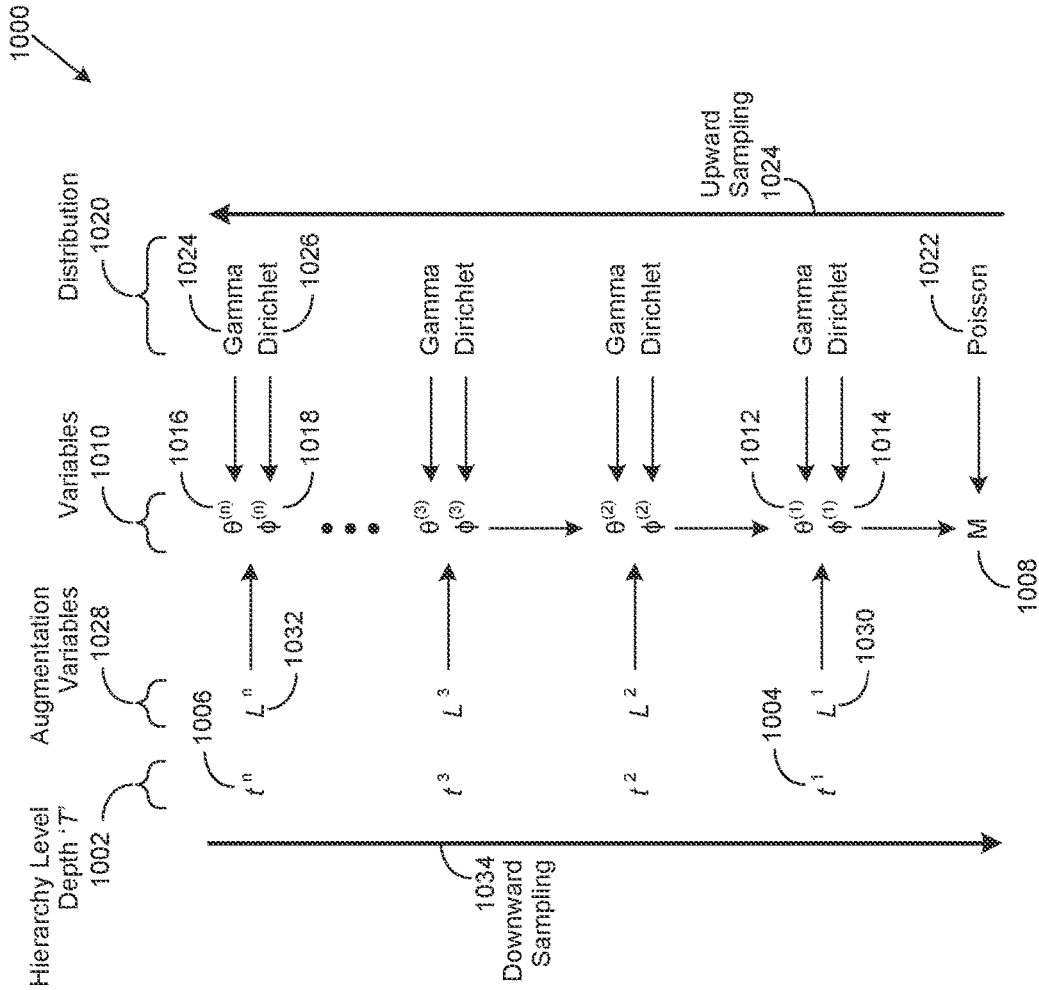 1000
Hierarchy Level
Depth 'T'
1002
Augmentation
Variables
1028
Variables
1010
Distribution
1020
1006
t n
L n
1032
θ(n)
ϕ(n)
1016
1018
1024
Gamma
Dirichlet
1026
t 3
L 3
θ(3)
ϕ(3)
Gamma
Dirichlet
1034
Downward
Sampling
t 2
L 2
θ(2)
ϕ(2)
Gamma
Dirichlet
Upward
Sampling
1024
1004
t 1
L 1
1030
1012
θ(1)
ϕ(1)
1014
Gamma
Dirichlet
M
1008
1022
Poisson